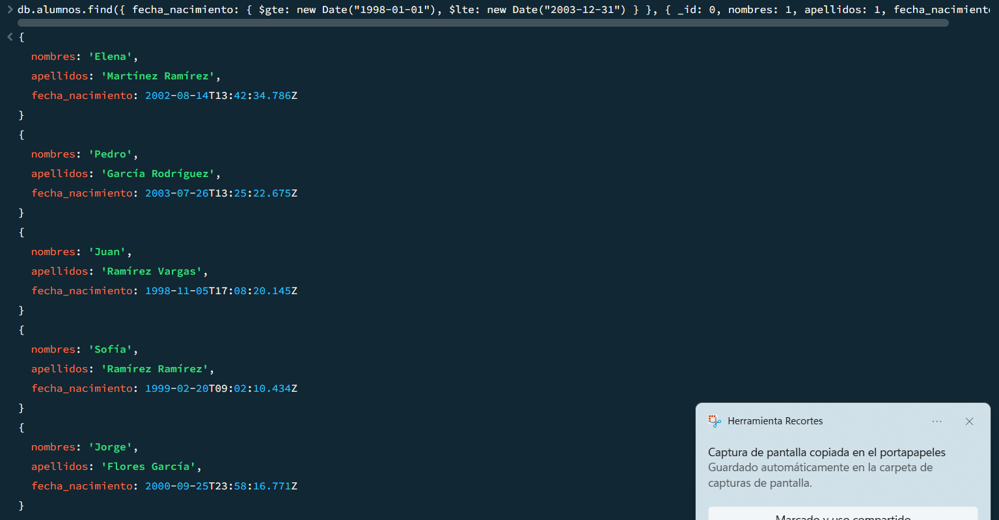 db.alumnos.find({ fecha_nacimiento: { $gte: new Date("1998-01-01"), $lte: new Date("2003-12-31") } }, { _id: 0, nombres: 1, apellidos: 1, fecha_nacimiento
{
nombres: 'Elena',
apellidos: 'Martínez Ramírez',
fecha_nacimiento: 2002-08-14T13:42:34.786Z
}
{
nombres: 'Pedro',
apellidos: 'García Rodríguez',
fecha_nacimiento: 2003-07-26T13:25:22.675Z
}
{
nombres: 'Juan',
apellidos: 'Ramírez Vargas',
fecha_nacimiento: 1998-11-05T17:08:20.145Z
}
{
nombres: 'Sofía',
apellidos: 'Ramírez Ramírez',
fecha_nacimiento: 1999-02-20T09:02:10.434Z
}
{
nombres: 'Jorge',
apellidos: 'Flores García',
fecha_nacimiento: 2000-09-25T23:58:16.771Z
}
Herramienta Recortes
Captura de pantalla copiada en el portapapeles
Guardado automáticamente en la carpeta de
capturas de pantalla.
Marcado y uso compartido